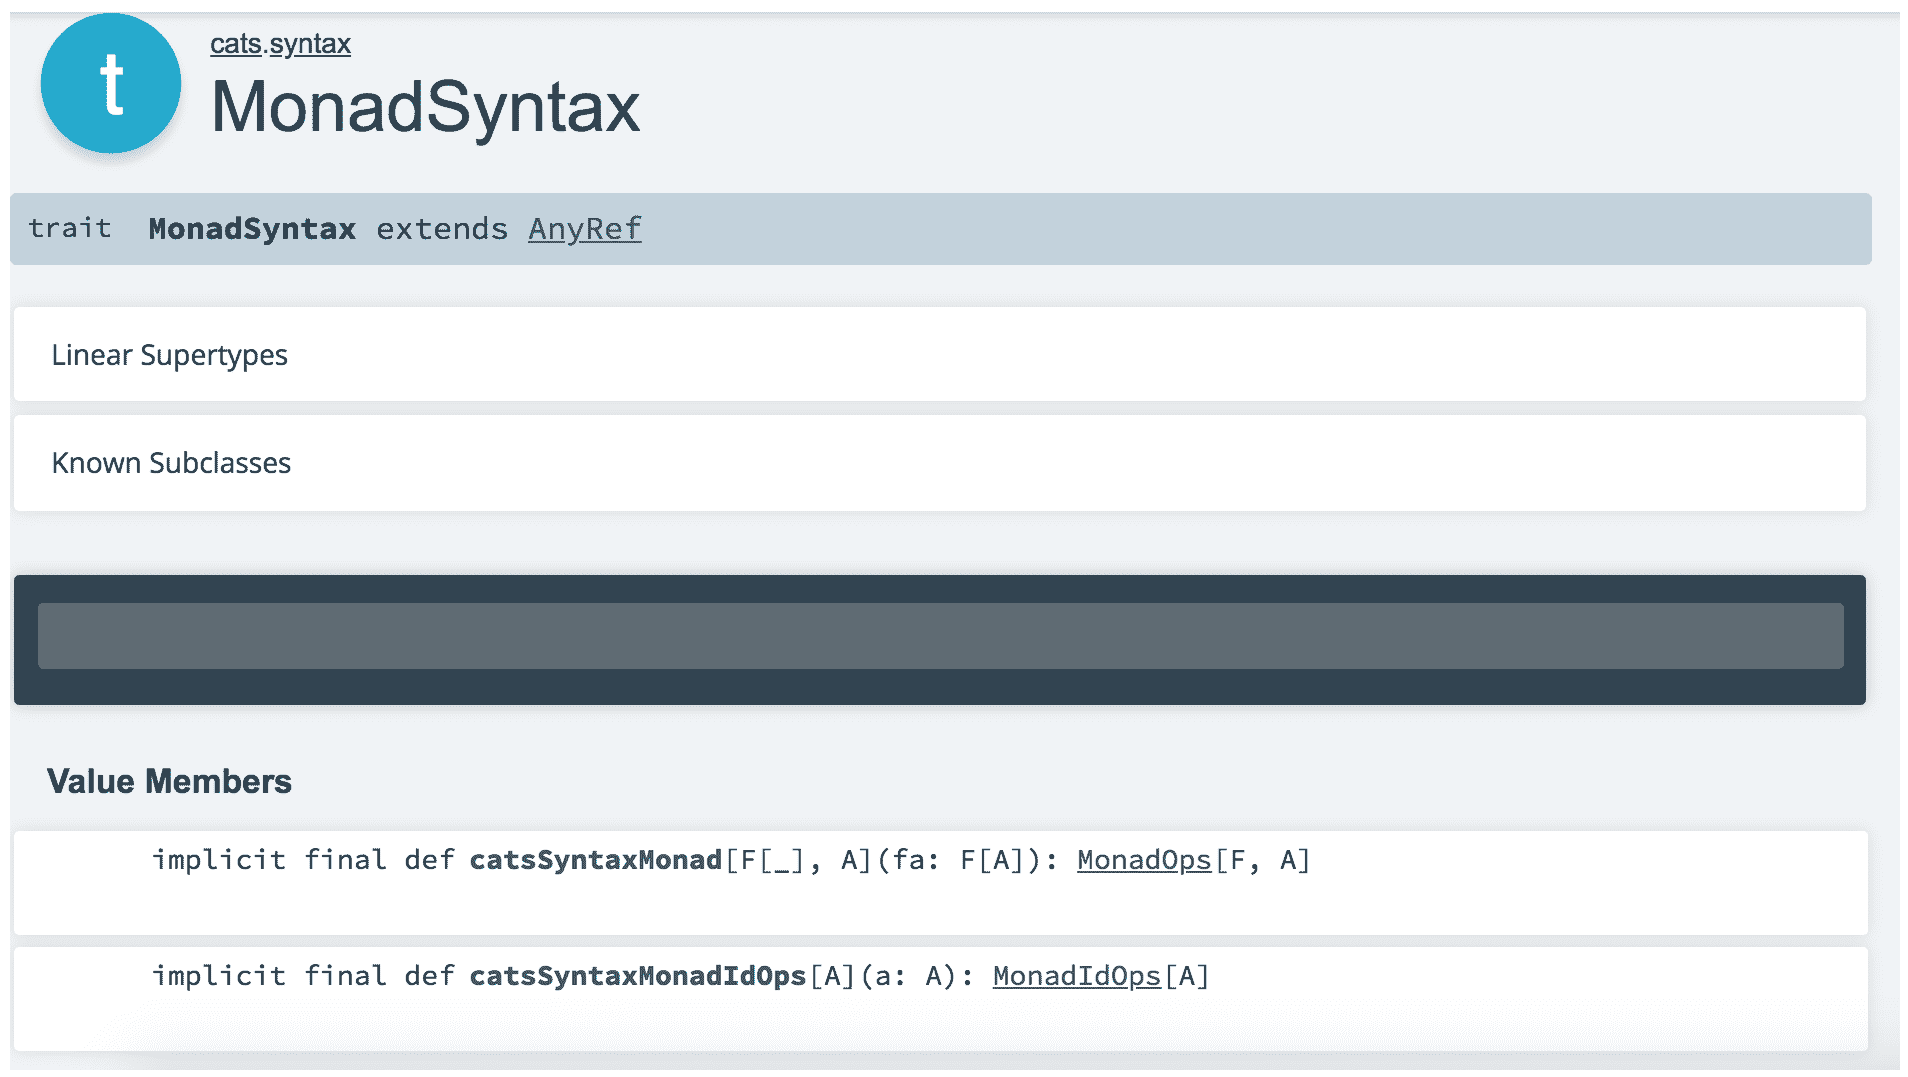 t
cats.syntax
MonadSyntax
trait MonadSyntax extends AnyRef
Linear Supertypes
Known Subclasses
Value Members
implicit final def catsSyntaxMonad[F[_], A](fa: F[A]): MonadOps[F, A]
implicit final def catsSyntaxMonadIdOps[A](a: A): MonadIdOps[A]